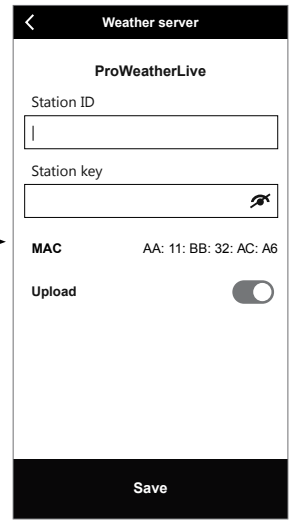 Weather server
ProWeatherLive
Station ID
Station key
MAC AA: 11: BB: 32: AC: A6
Upload
Save